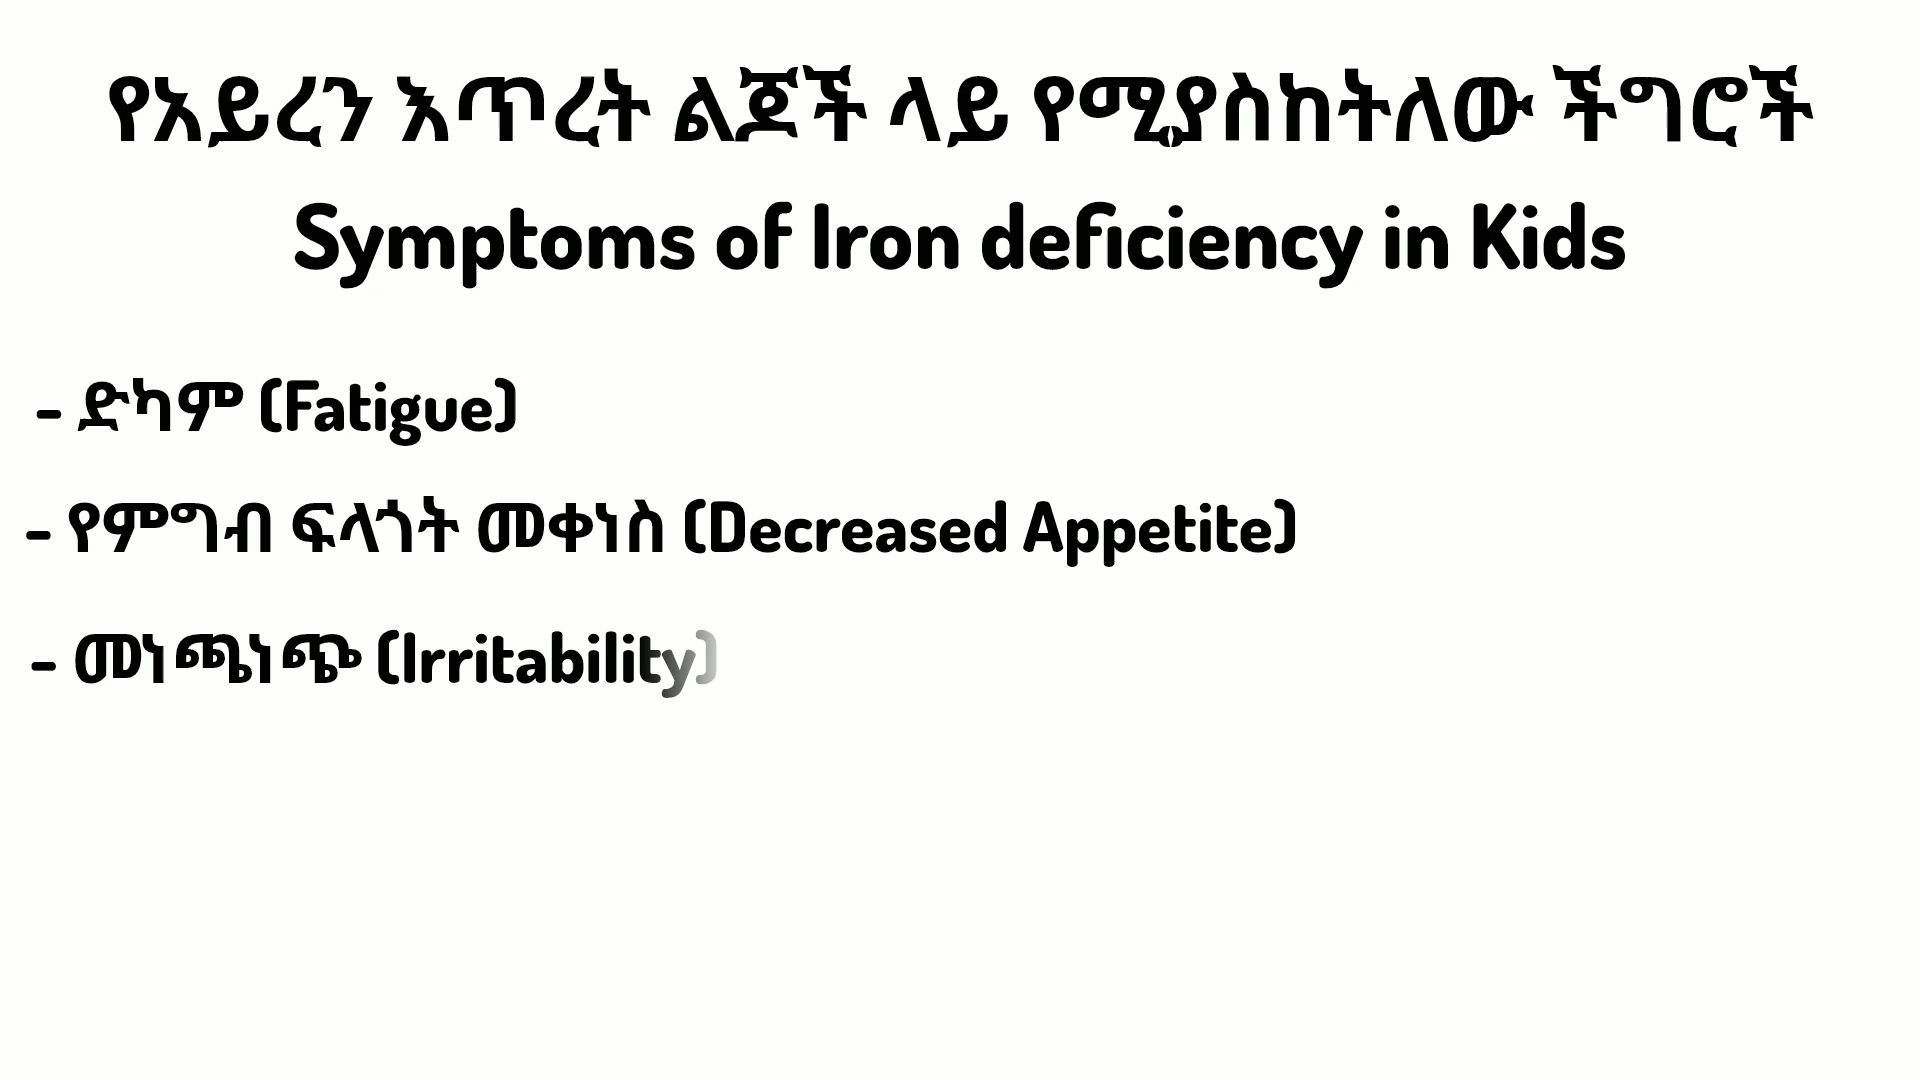 የአይረን እጥረት ልጆች ላይ የሚያስከትለው ችግሮች
Symptoms of Iron deficiency in Kids
- ድካም (Fatigue)
- የምግብ ፍላጎት መቀነስ (Decreased Appetite)
- መነጫነጭ (Irritability)